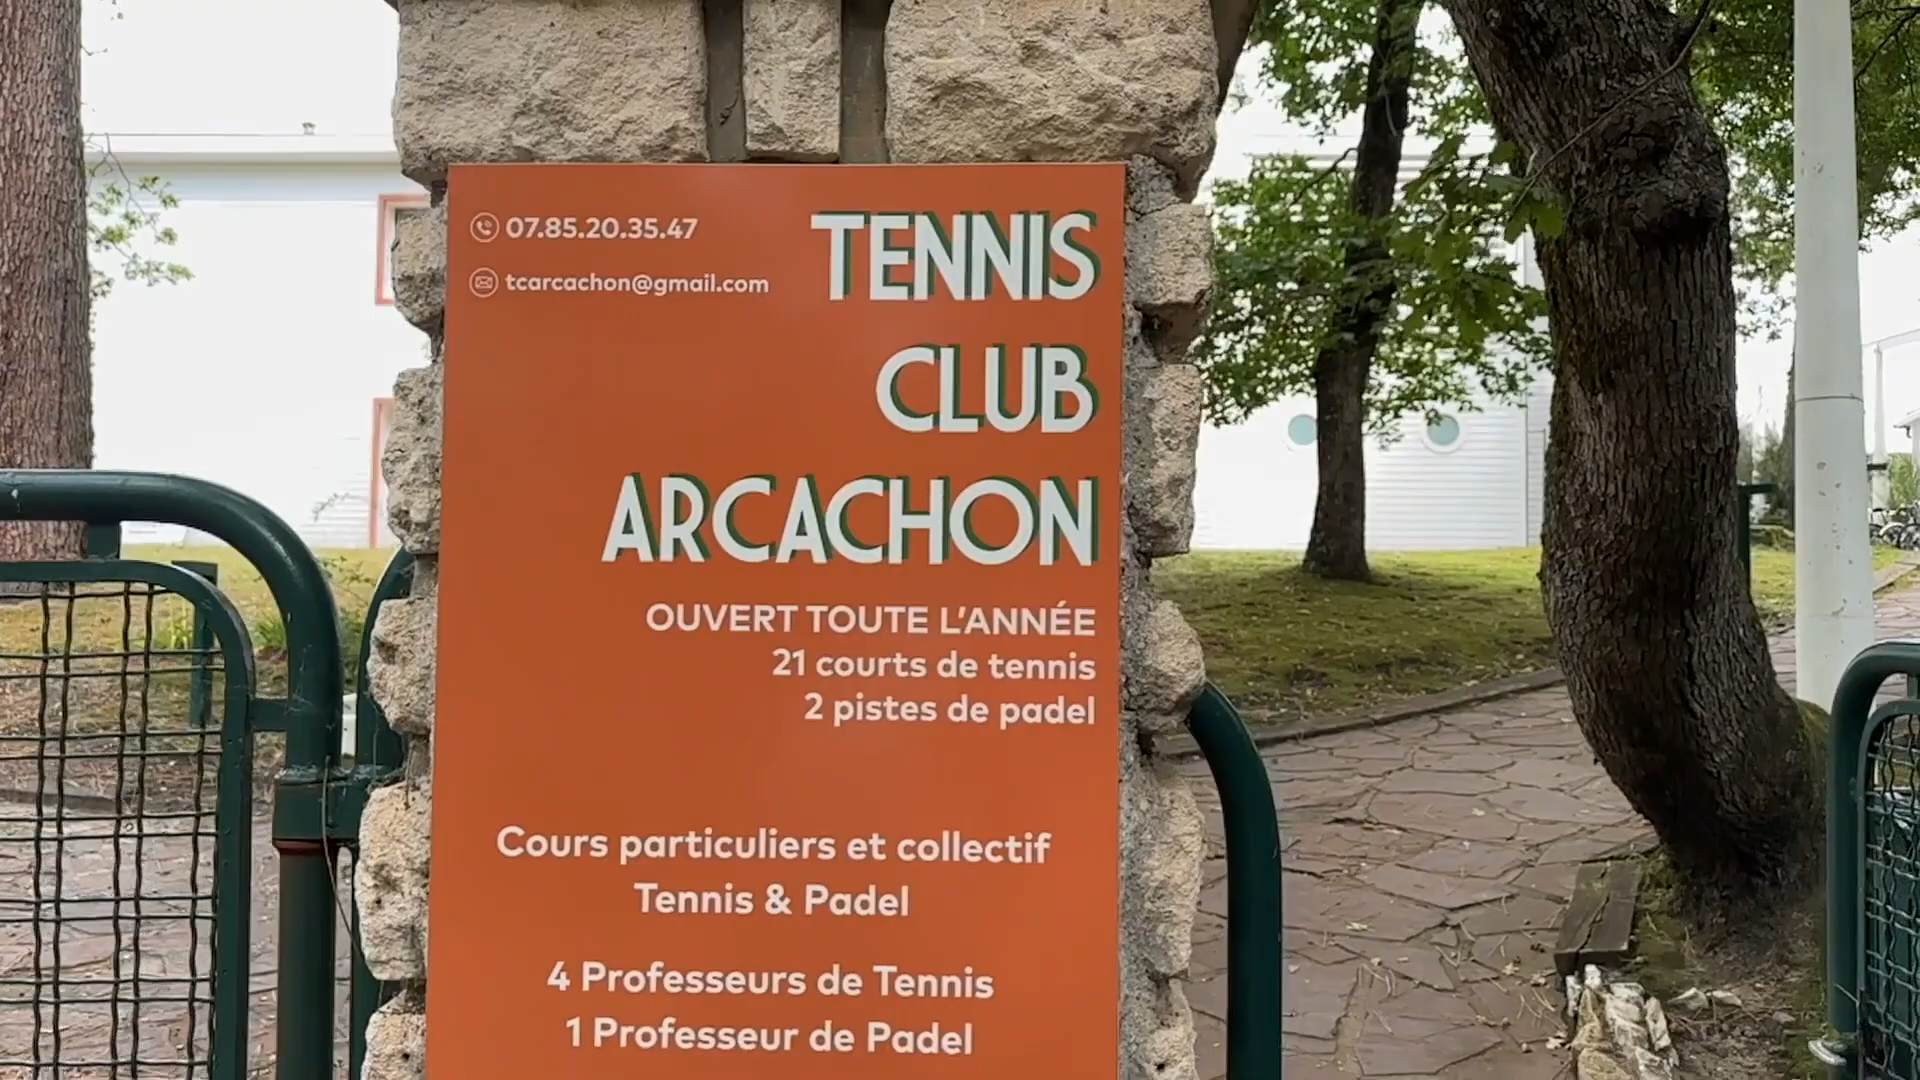 07.85.20.35.47
tcarcachon@gmail.com
TENNIS
CLUB
ARCACHON
OUVERT TOUTE L'ANNÉE
21 courts de tennis
2 pistes de padel
Cours particuliers et collectif
Tennis & Padel
4 Professeurs de Tennis
1 Professeur de Padel